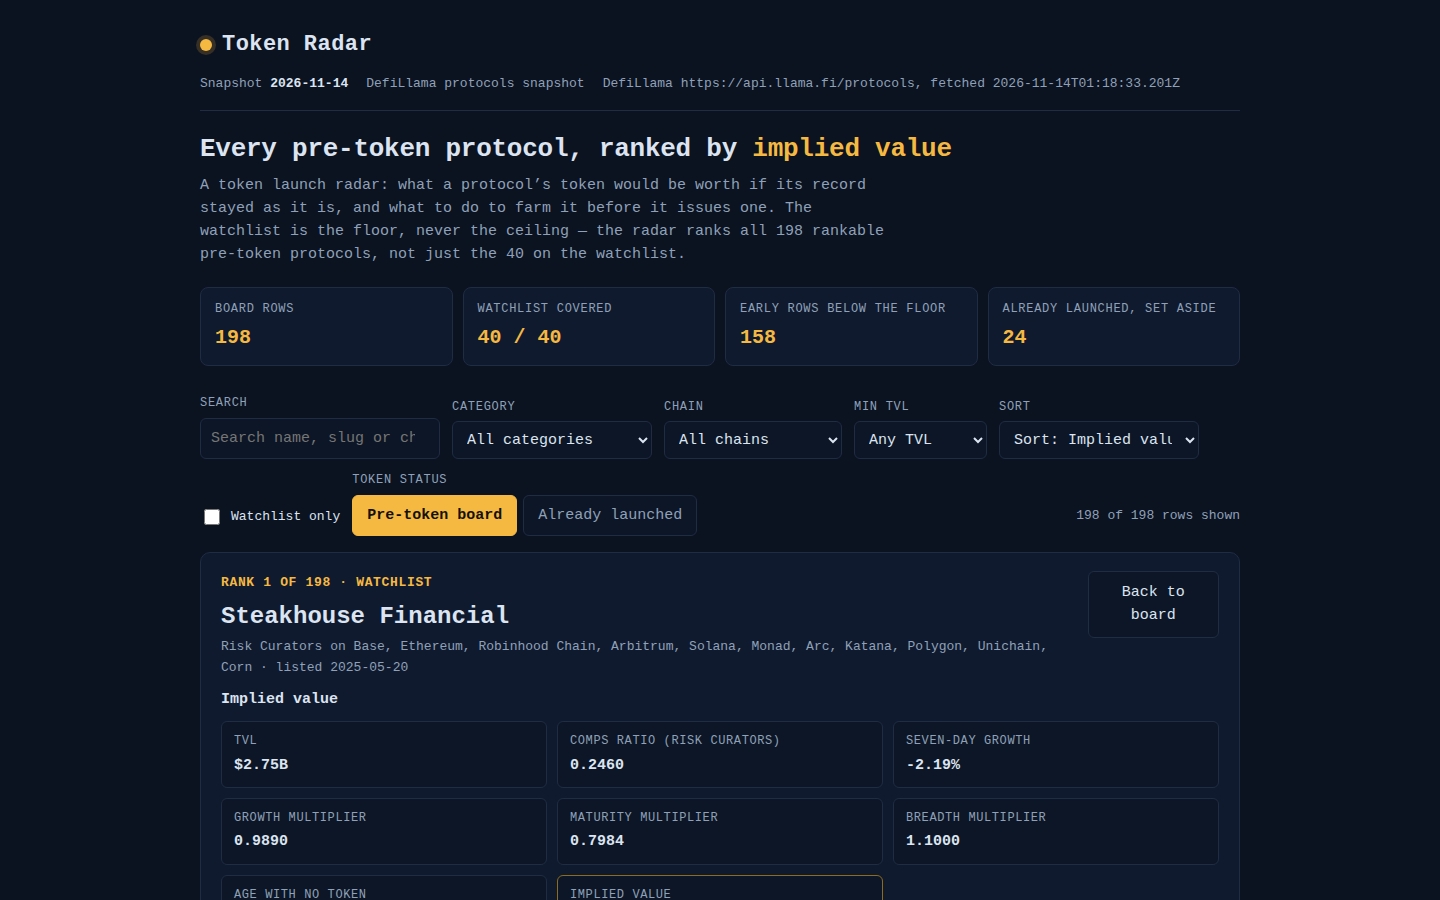 Token Radar
Snapshot 2026-11-14 DefiLlama protocols snapshot DefiLlama https://api.llama.fi/protocols, fetched 2026-11-14T01:18:33.201Z
Every pre-token protocol, ranked by implied value
A token launch radar: what a protocol’s token would be worth if its record
stayed as it is, and what to do to farm it before it issues one. The
watchlist is the floor, never the ceiling — the radar ranks all 198 rankable
pre-token protocols, not just the 40 on the watchlist.
BOARD ROWS
198
WATCHLIST COVERED
40 / 40
EARLY ROWS BELOW THE FLOOR
158
ALREADY LAUNCHED, SET ASIDE
24
SEARCH
Search name, slug or ch
CATEGORY
All categories
CHAIN
All chains
MIN TVL
Any TVL
SORT
Sort: Implied valu
Watchlist only
TOKEN STATUS
Pre-token board
Already launched
198 of 198 rows shown
RANK 1 OF 198 · WATCHLIST
Steakhouse Financial
Risk Curators on Base, Ethereum, Robinhood Chain, Arbitrum, Solana, Monad, Arc, Katana, Polygon, Unichain,
Corn · listed 2025-05-20
Back to
board
Implied value
TVL
$2.75B
COMPS RATIO (RISK CURATORS)
0.2460
SEVEN-DAY GROWTH
-2.19%
GROWTH MULTIPLIER
0.9890
MATURITY MULTIPLIER
0.7984
BREADTH MULTIPLIER
1.1000
AGE WITH NO TOKEN
IMPLIED VALUE